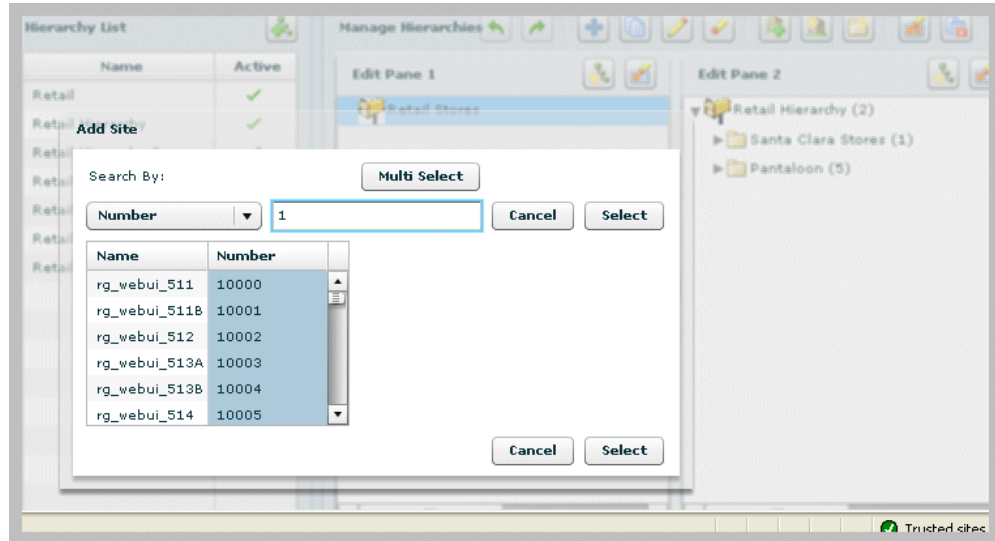 Hierarchy List
Manage Hierarchies
Name Active
Edit Pane 1
Edit Pane 2
Retail
Retail Stores
Retail Hierarchy (2)
Santa Clara Stores (1)
Pantaloon (5)
Retail Hierarchy
Add Site
Search By:
Multi Select
Number
1
Cancel
Select
Name Number
rg_webui_511 10000
rg_webui_511B 10001
rg_webui_512 10002
rg_webui_513A 10003
rg_webui_513B 10004
rg_webui_514 10005
Cancel
Select
Trusted sites